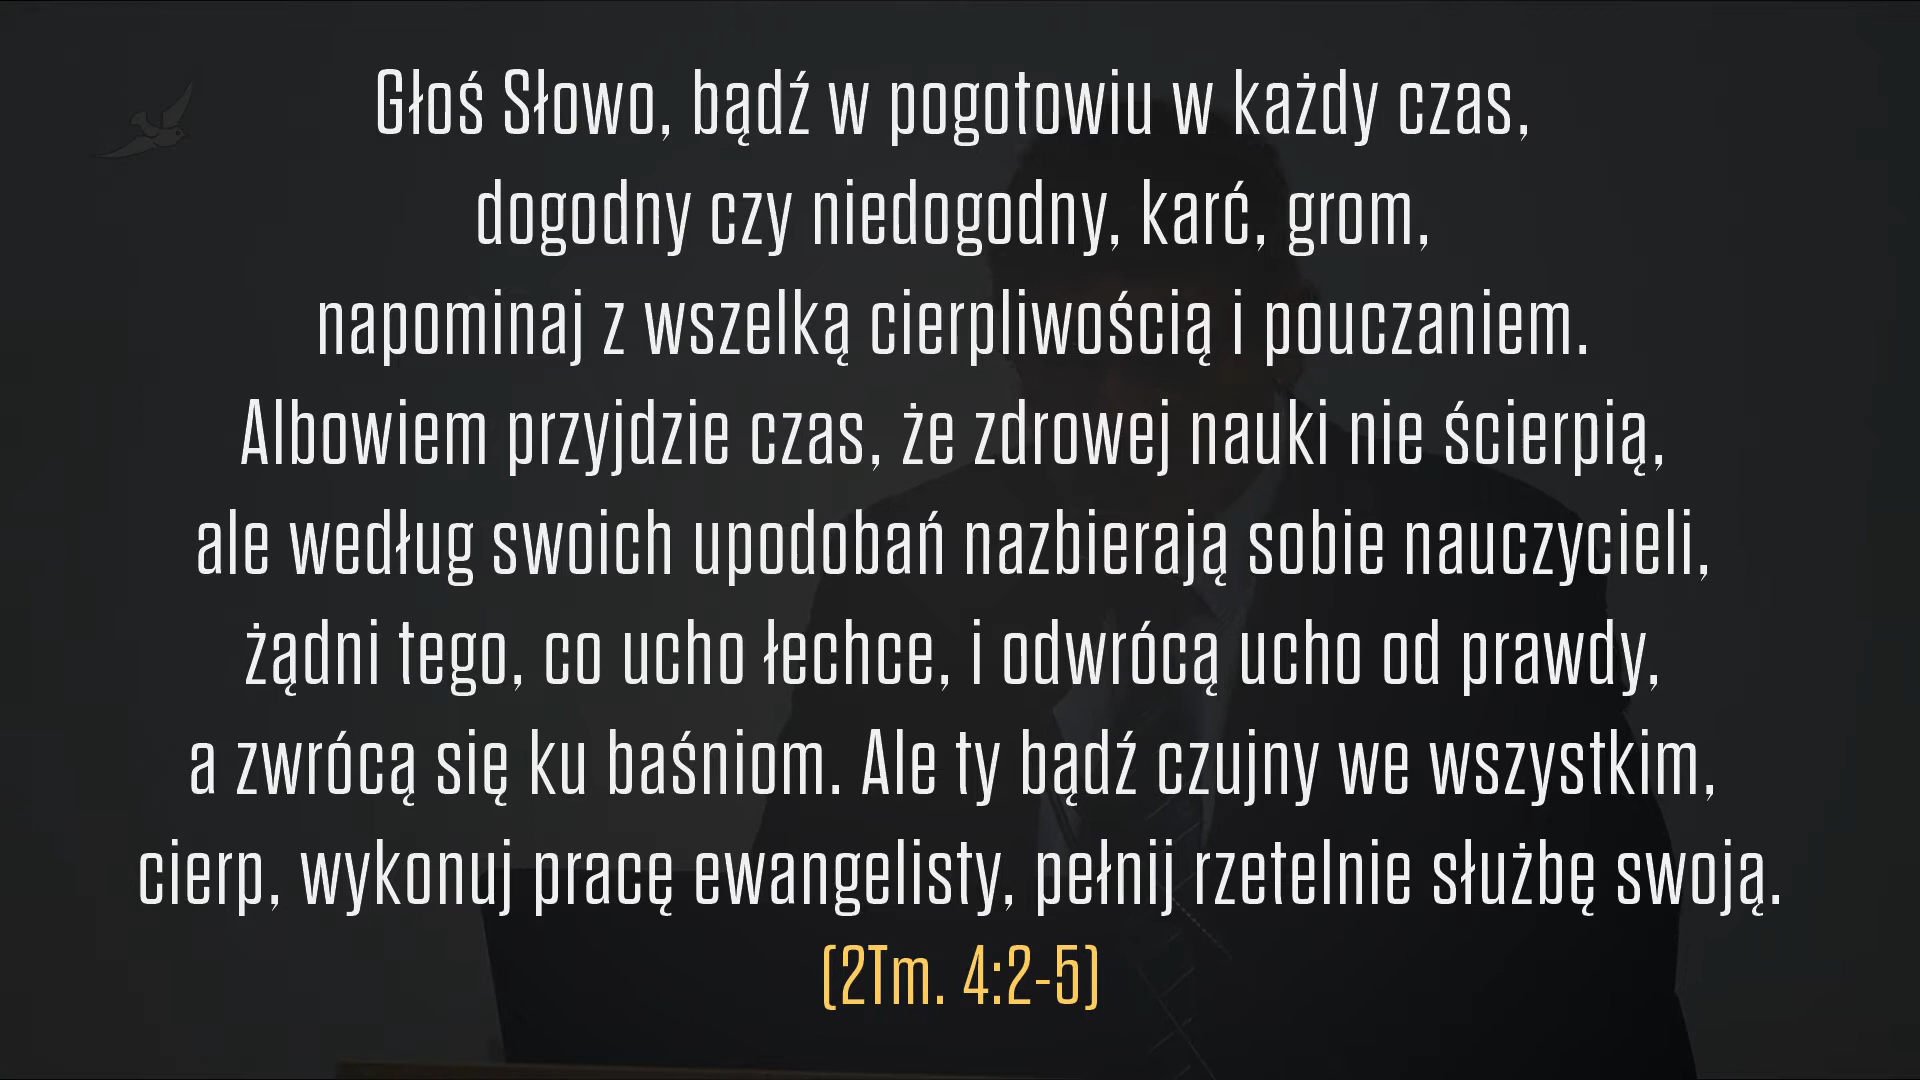 Głoś Słowo, bądź w pogotowiu w każdy czas,
dogodny czy niedogodny, karć, grom,
napominaj z wszelką cierpliwością i pouczaniem.
Albowiem przyjdzie czas, że zdrowej nauki nie ścierpią,
ale według swoich upodobań nazbierają sobie nauczycieli,
żądni tego, co ucho łechce, i odwrócą ucho od prawdy,
a zwrócą się ku baśniom. Ale ty bądź czujny we wszystkim,
cierp, wykonuj pracę ewangelisty, pełnij rzetelnie służbę swoją.
(2Tm. 4:2-5)